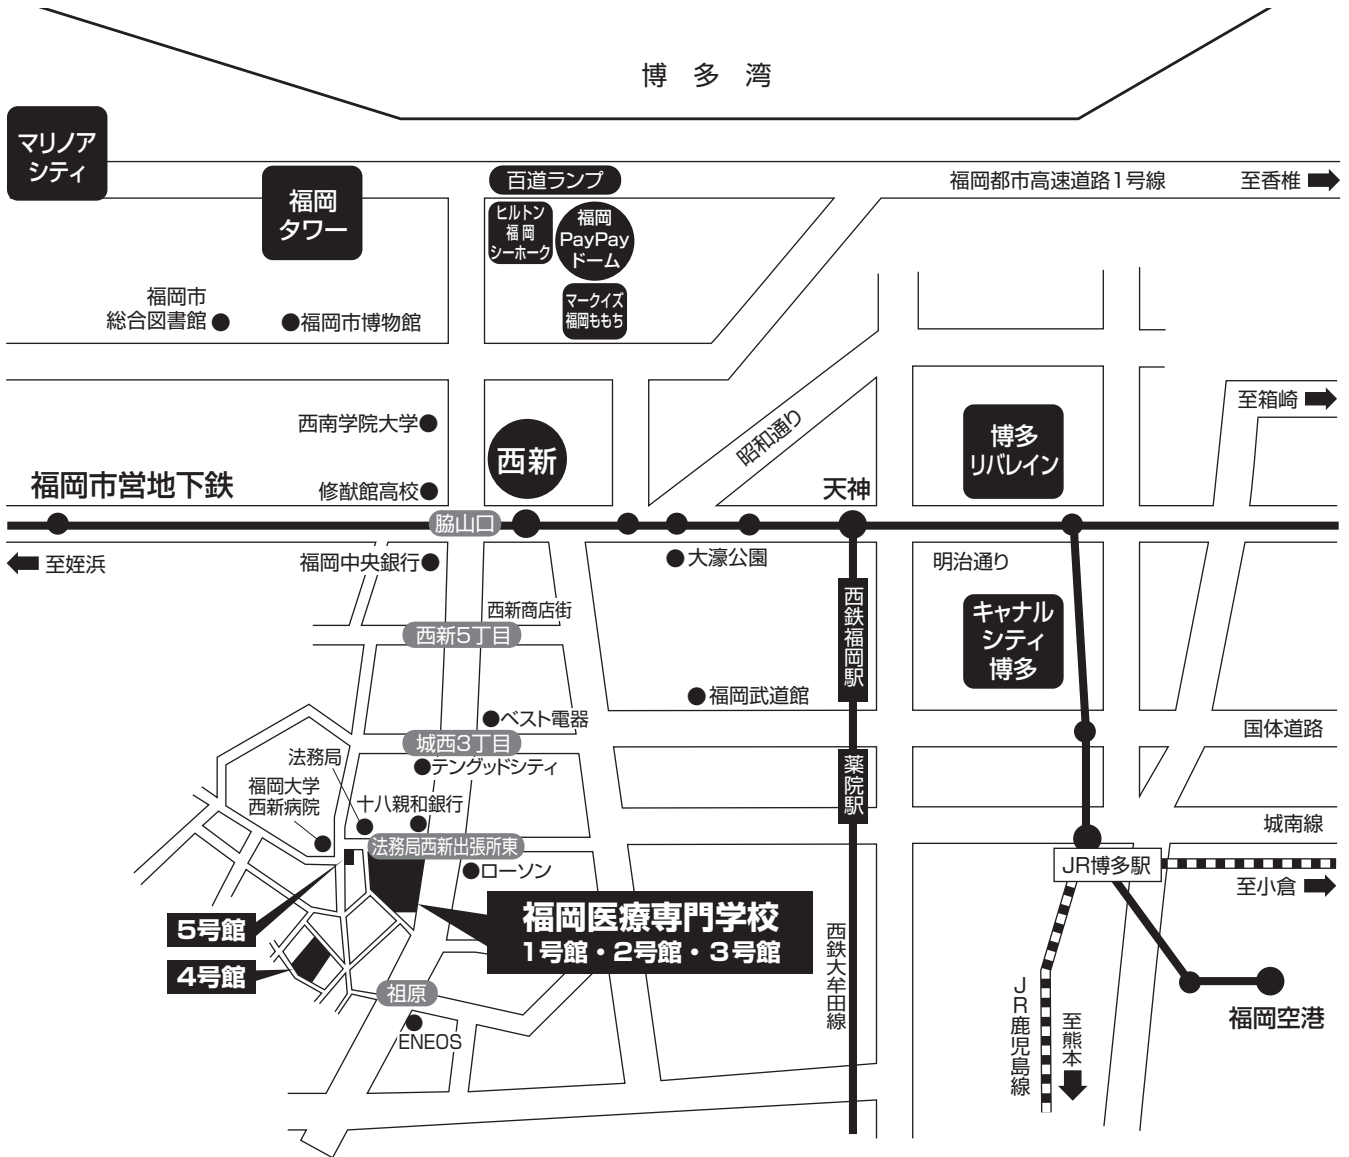 博多湾
マリノア
シティ
福岡
タワー
百道ランプ
福岡都市高速道路1号線
至香椎
ヒルトン
福岡
シーホーク
福岡
PayPay
ドーム
マークイズ
福岡ももち
福岡市
総合図書館
福岡市博物館
西南学院大学
修猷館高校
西新
昭和通り
博多
リバレイン
至箱崎
福岡市営地下鉄
天神
脇山口
至姪浜
福岡中央銀行
大濠公園
明治通り
西新商店街
西新5丁目
西鉄福岡駅
キャナル
シティ
博多
福岡武道館
ベスト電器
城西3丁目
テングッドシティ
国体道路
法務局
福岡大学
西新病院
十八親和銀行
薬院駅
城南線
法務局西新出張所東
ローソン
JR博多駅
至小倉
5号館
4号館
福岡医療専門学校
1号館・2号館・3号館
西鉄大牟田線
祖原
ENEOS
JR鹿児島線
至熊本
福岡空港